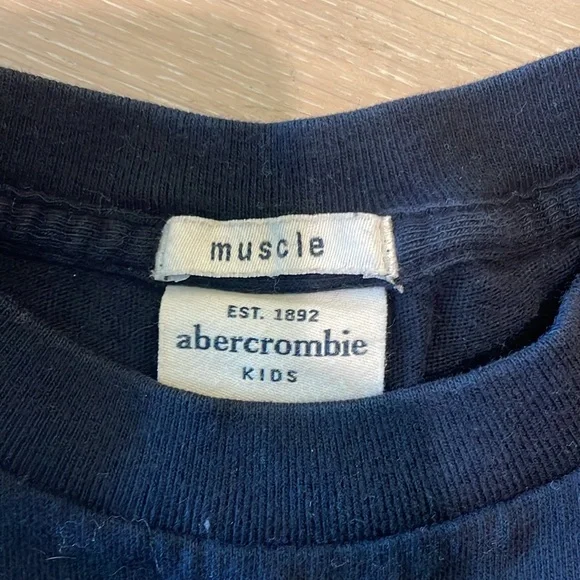 muscle
EST. 1892
abercrombie
KIDS